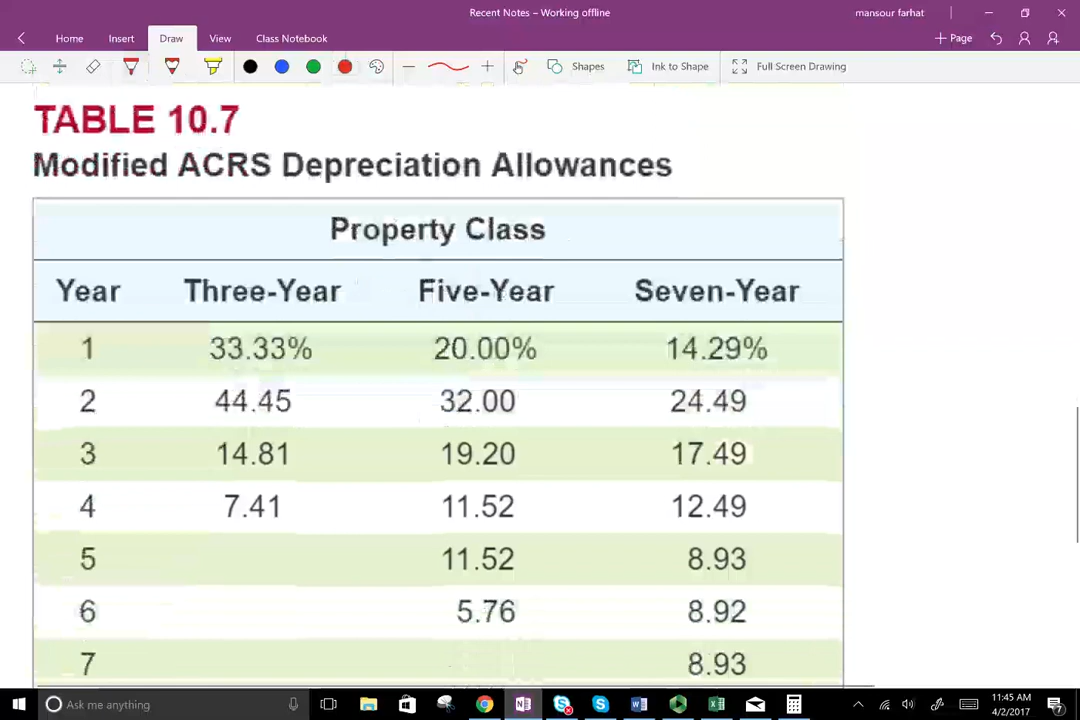 Recent Notes – Working offline
mansour farhat
Home Insert Draw View Class Notebook
Page
Shapes Ink to Shape Full Screen Drawing
TABLE 10.7
Modified ACRS Depreciation Allowances
Property Class
Year Three-Year Five-Year Seven-Year
1 33.33% 20.00% 14.29%
2 44.45 32.00 24.49
3 14.81 19.20 17.49
4 7.41 11.52 12.49
5 11.52 8.93
6 5.76 8.92
7 8.93
Ask me anything
11:45 AM
4/2/2017